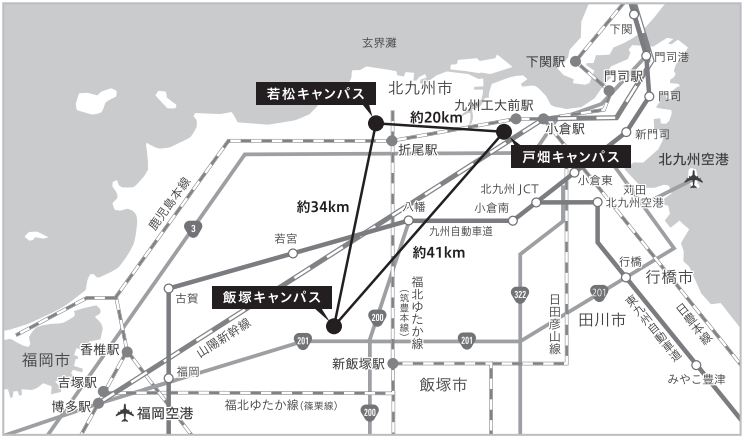 下関
玄界灘
下関駅
門司港
門司駅
北九州市
若松キャンパス
門司
九州工大前駅
約20km
小倉駅
新門司
折尾駅
戸畑キャンパス
北九州空港
小倉東
鹿児島本線
北九州JCT
苅田
北九州空港
約34km
八幡
小倉南
3
九州自動車道
若宮
約41km
行橋
行橋市
古賀
飯塚キャンパス
福北ゆたか線
(筑豊本線)
322
日田彦山線
201
田川市
東九州自動車道
日豊本線
200
山陽新幹線
201
201
香椎駅
福岡市
新飯塚駅
福岡
みやこ豊津
吉塚駅
飯塚市
博多駅
福岡空港
福北ゆたか線(篠栗線)
200